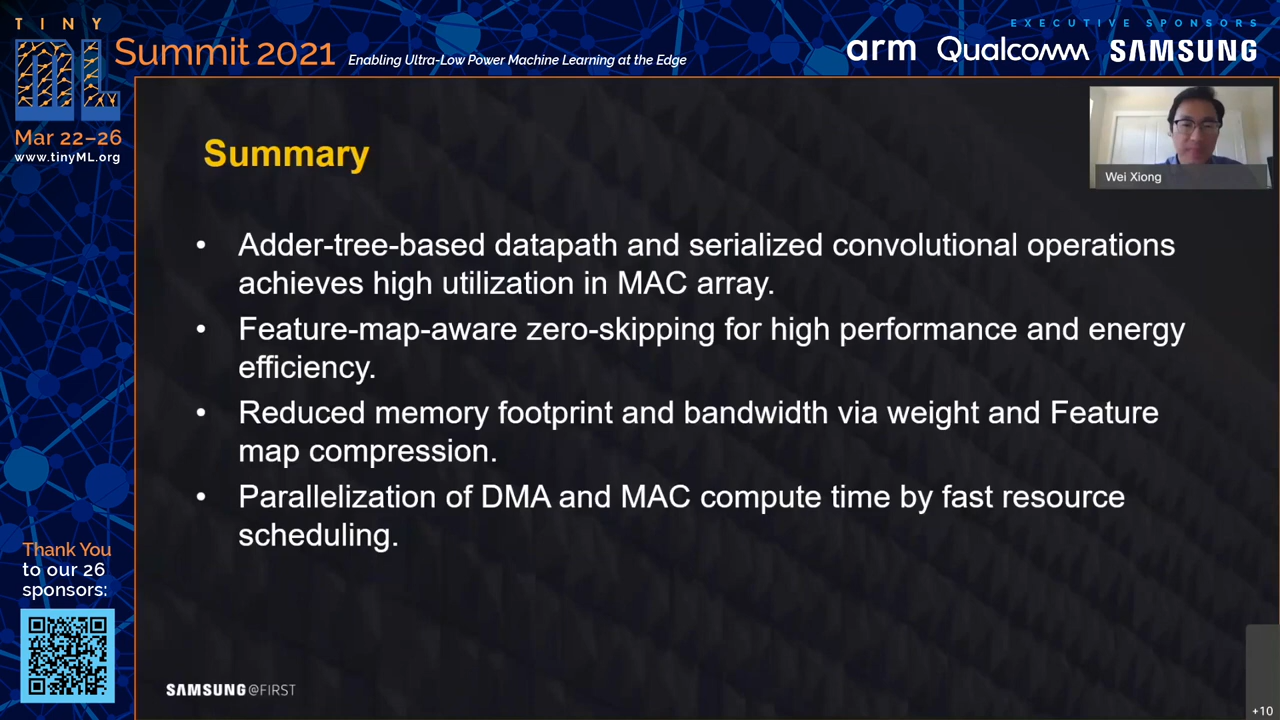 TINY
ML
Summit 2021
Enabling Ultra-Low Power Machine Learning at the Edge
EXECUTIVE SPONSORS
arm
Qualcomm
SAMSUNG
Mar 22–26
www.tinyML.org
Wei Xiong
Summary
• Adder-tree-based datapath and serialized convolutional operations
achieves high utilization in MAC array.
• Feature-map-aware zero-skipping for high performance and energy
efficiency.
• Reduced memory footprint and bandwidth via weight and Feature
map compression.
• Parallelization of DMA and MAC compute time by fast resource
scheduling.
Thank You
to our 26
sponsors:
SAMSUNG@FIRST
+10